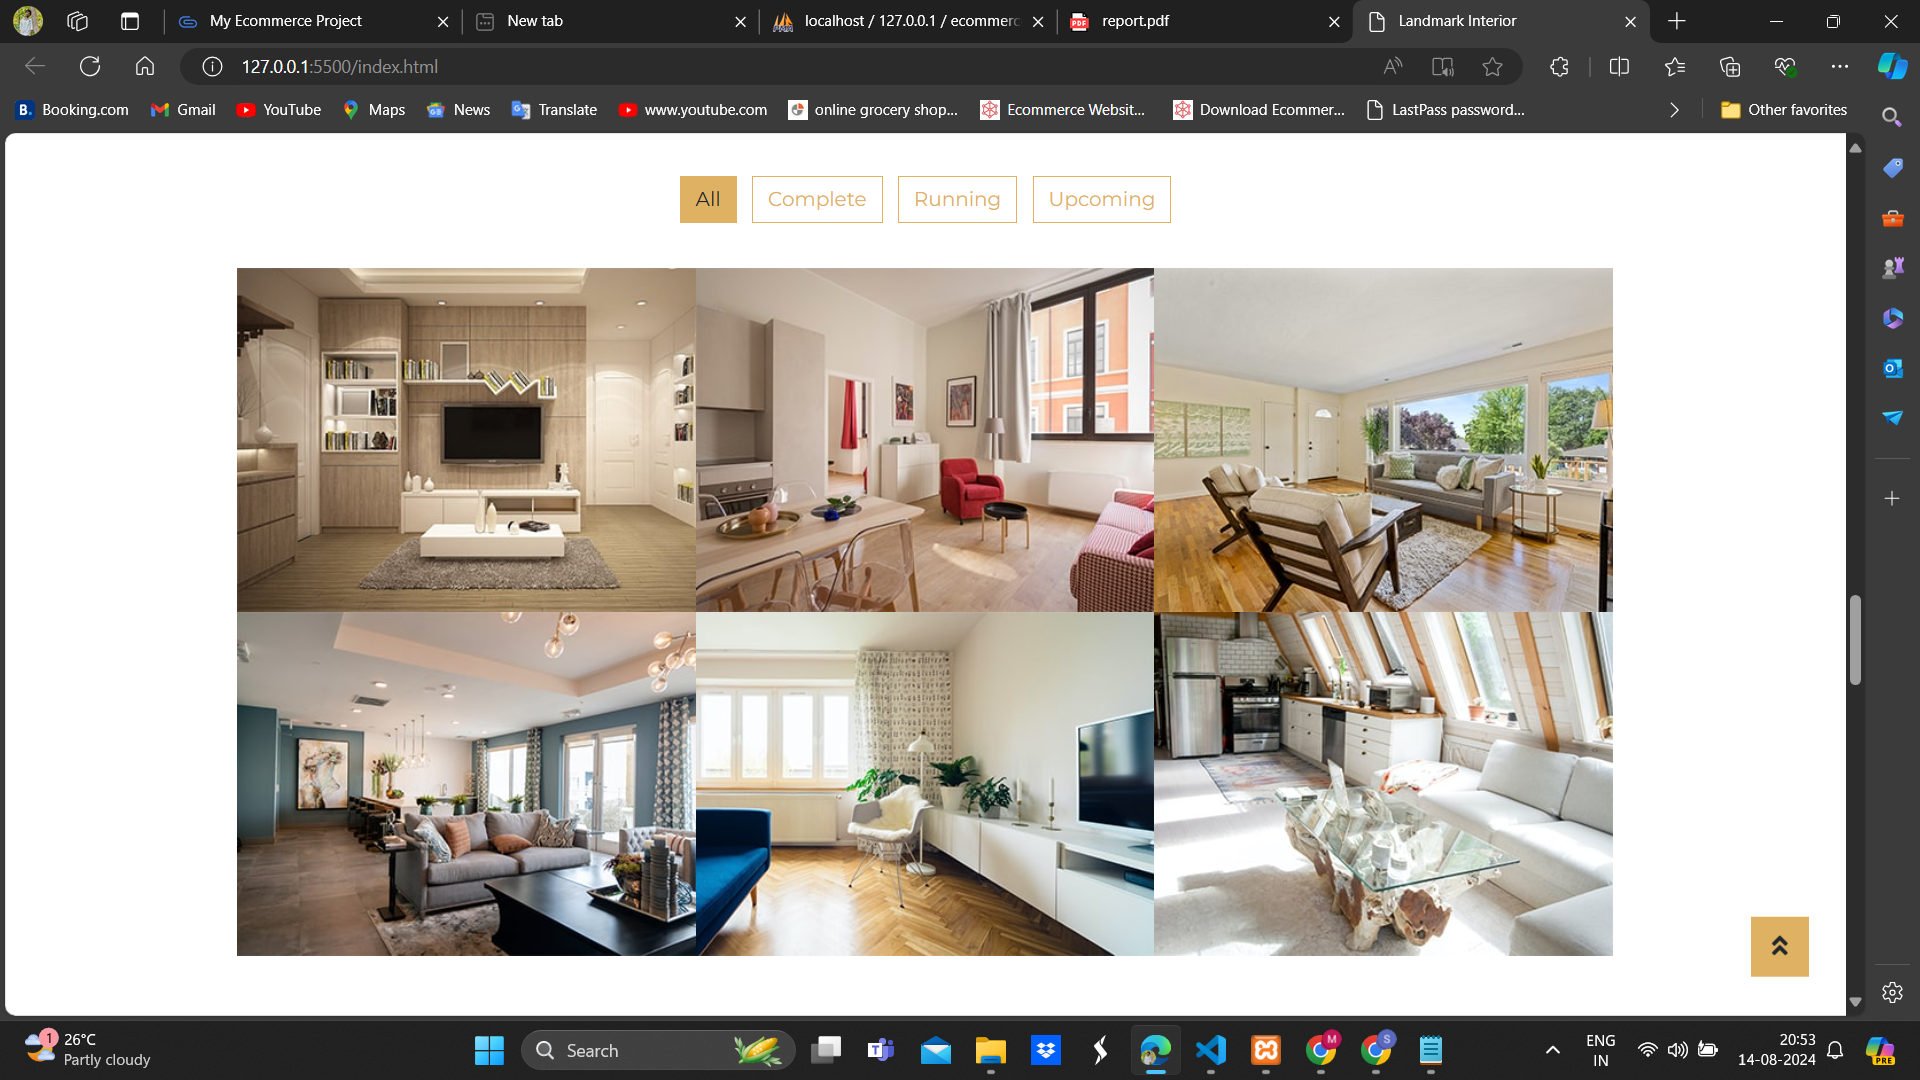 My Ecommerce Project
New tab
localhost / 127.0.0.1 / ecommerc
report.pdf
Landmark Interior
127.0.0.1:5500/index.html
Booking.com
Gmail
YouTube
Maps
News
Translate
www.youtube.com
online grocery shop...
Ecommerce Websit...
Download Ecommer...
LastPass password...
Other favorites
All
Complete
Running
Upcoming
1
26°C
Partly cloudy
Search
M
S
ENG
IN
20:53
14-08-2024
PRE